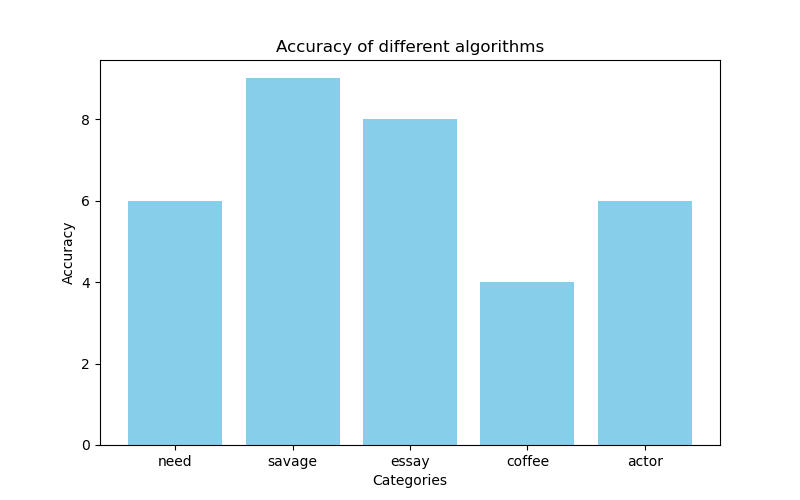 Accuracy of different algorithms
Accuracy
8
6
4
2
0
need savage essay coffee actor
Categories